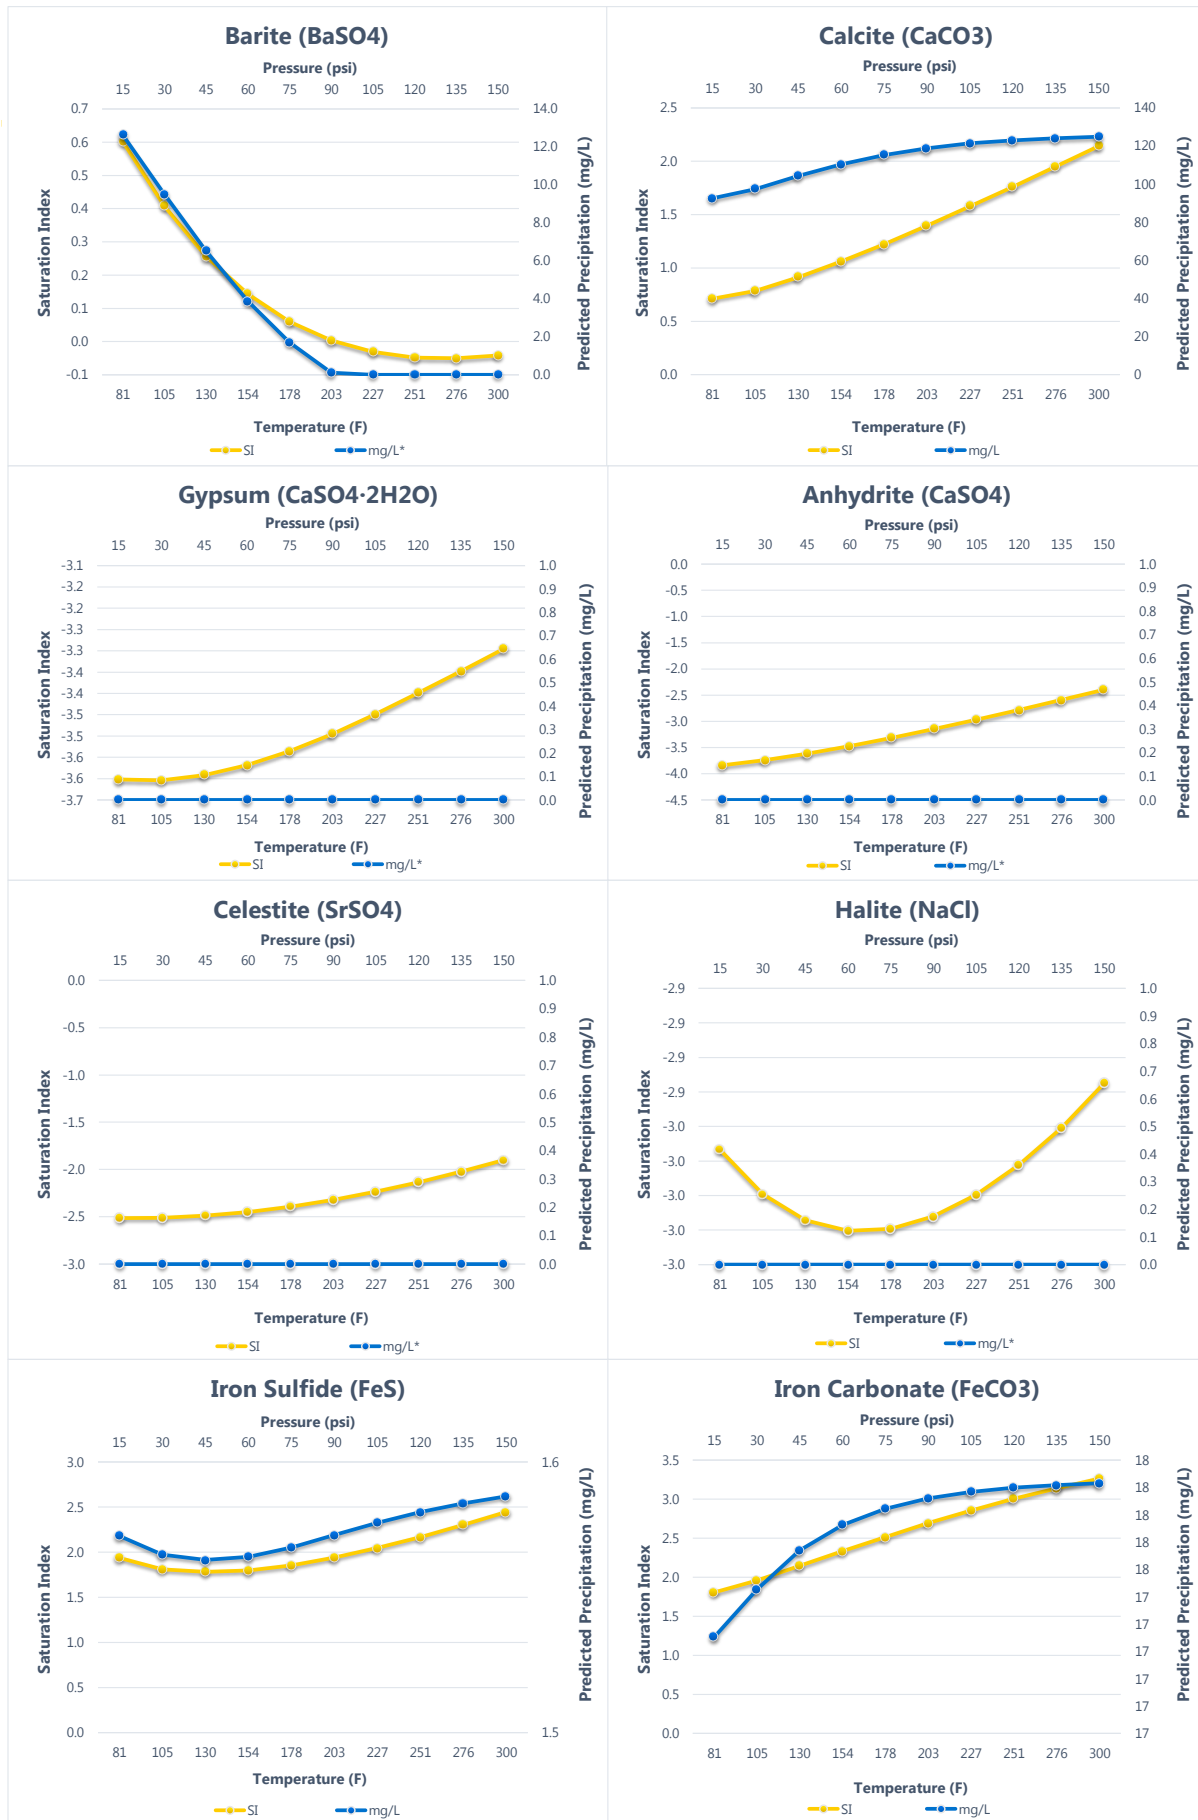 Barite (BaSO4)
Pressure (psi)
15 30 45 60 75 90 105 120 135 150
0.7 14.0
0.6 12.0
0.5 10.0
0.4 8.0
0.3 6.0
0.2 4.0
0.1
0.0 2.0
-0.1 0.0
Saturation Index
Predicted Precipitation (mg/L)
81 105 130 154 178 203 227 251 276 300
Temperature (F)
SI mg/L*
Calcite (CaCO3)
Pressure (psi)
15 30 45 60 75 90 105 120 135 150
2.5 140
2.0 120
1.5 100
1.0 80
0.5 60
0.0 40
20
0
Saturation Index
Predicted Precipitation (mg/L)
81 105 130 154 178 203 227 251 276 300
Temperature (F)
SI mg/L
Gypsum (CaSO4·2H2O)
Pressure (psi)
15 30 45 60 75 90 105 120 135 150
-3.1 1.0
-3.2 0.9
-3.2 0.8
-3.3 0.7
-3.3 0.6
-3.4 0.5
-3.4 0.4
-3.5 0.3
-3.5 0.2
-3.6 0.1
-3.6
-3.7 0.0
Saturation Index
Predicted Precipitation (mg/L)
81 105 130 154 178 203 227 251 276 300
Temperature (F)
SI mg/L*
Anhydrite (CaSO4)
Pressure (psi)
15 30 45 60 75 90 105 120 135 150
0.0 1.0
-0.5 0.9
-1.0 0.8
-1.5 0.7
-2.0 0.6
-2.5 0.5
-3.0 0.4
-3.5 0.3
-4.0 0.2
0.1
-4.5 0.0
Saturation Index
Predicted Precipitation (mg/L)
81 105 130 154 178 203 227 251 276 300
Temperature (F)
SI mg/L*
Celestite (SrSO4)
Pressure (psi)
15 30 45 60 75 90 105 120 135 150
0.0 1.0
0.9
-0.5 0.8
-1.0 0.7
0.6
-1.5 0.5
0.4
-2.0 0.3
-2.5 0.2
0.1
-3.0 0.0
Saturation Index
Predicted Precipitation (mg/L)
81 105 130 154 178 203 227 251 276 300
Temperature (F)
SI mg/L*
Halite (NaCl)
Pressure (psi)
15 30 45 60 75 90 105 120 135 150
-2.9 1.0
-2.9 0.9
-2.9 0.8
-2.9 0.7
0.6
-3.0 0.5
-3.0 0.4
-3.0 0.3
0.2
-3.0 0.1
-3.0 0.0
Saturation Index
Predicted Precipitation (mg/L)
81 105 130 154 178 203 227 251 276 300
Temperature (F)
SI mg/L*
Iron Sulfide (FeS)
Pressure (psi)
15 30 45 60 75 90 105 120 135 150
3.0 1.6
2.5
2.0
1.5
1.0
0.5
0.0 1.5
Saturation Index
Predicted Precipitation (mg/L)
81 105 130 154 178 203 227 251 276 300
Temperature (F)
SI mg/L
Iron Carbonate (FeCO3)
Pressure (psi)
15 30 45 60 75 90 105 120 135 150
3.5 18
3.0 18
2.5 18
2.0 18
18
1.5 17
17
1.0 17
0.5 17
17
0.0 17
Saturation Index
Predicted Precipitation (mg/L)
81 105 130 154 178 203 227 251 276 300
Temperature (F)
SI mg/L